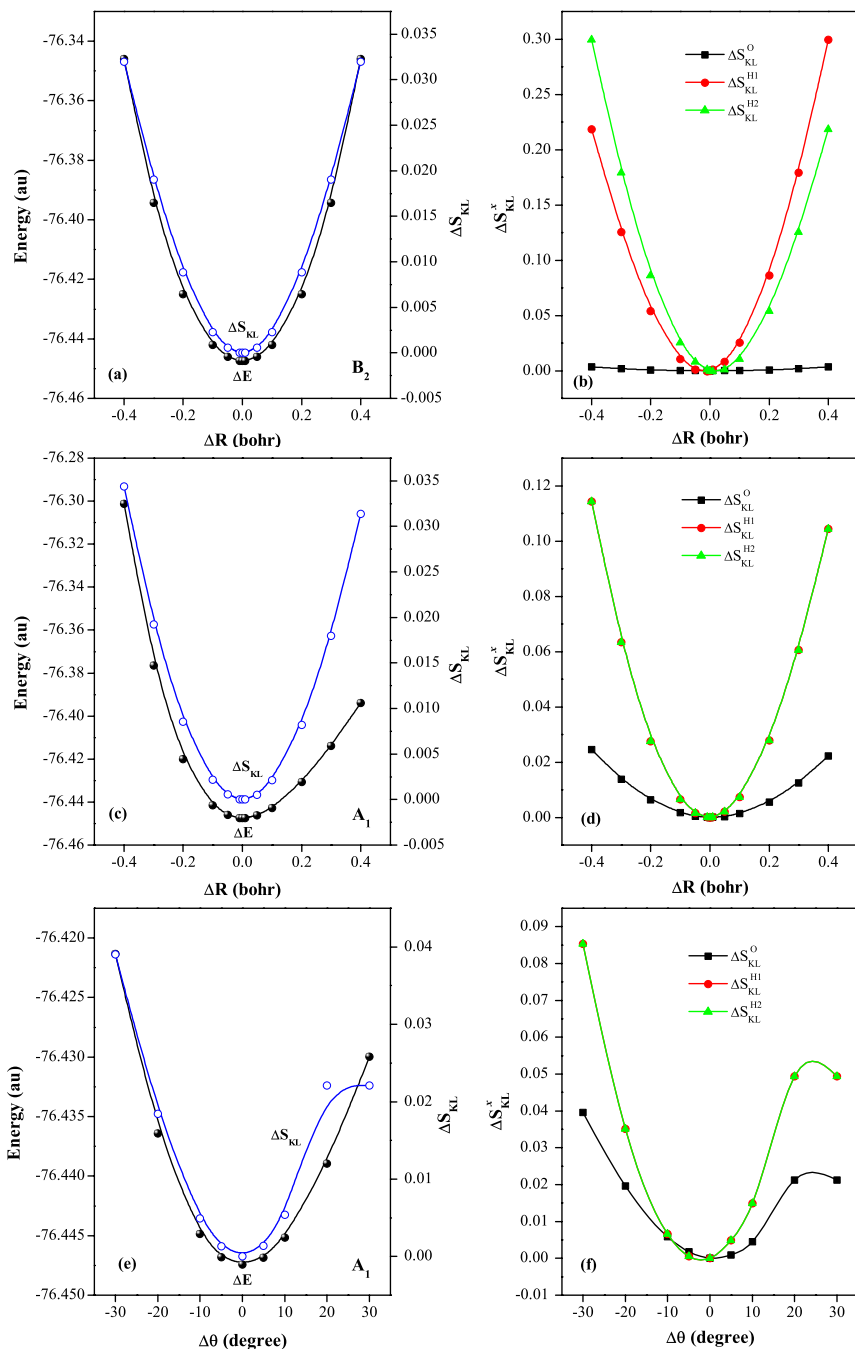 -76.34
-76.36
-76.38
-76.40
-76.42
-76.44
-76.46
Energy (au)
0.035
0.030
0.025
0.020
0.015
0.010
0.005
0.000
-0.005
ΔS_KL
ΔS_KL
ΔE
(a)
B_2
-0.4
-0.2
0.0
0.2
0.4
ΔR (bohr)
0.30
0.25
0.20
0.15
0.10
0.05
0.00
ΔS_KL^x
ΔS_KL^O
ΔS_KL^H1
ΔS_KL^H2
(b)
-0.4
-0.2
0.0
0.2
0.4
ΔR (bohr)
-76.28
-76.30
-76.32
-76.34
-76.36
-76.38
-76.40
-76.42
-76.44
-76.46
Energy (au)
0.035
0.030
0.025
0.020
0.015
0.010
0.005
0.000
-0.005
ΔS_KL
ΔS_KL
ΔE
(c)
A_1
-0.4
-0.2
0.0
0.2
0.4
ΔR (bohr)
0.12
0.10
0.08
0.06
0.04
0.02
0.00
ΔS_KL^x
ΔS_KL^O
ΔS_KL^H1
ΔS_KL^H2
(d)
-0.4
-0.2
0.0
0.2
0.4
ΔR (bohr)
-76.420
-76.425
-76.430
-76.435
-76.440
-76.445
-76.450
Energy (au)
0.04
0.03
0.02
0.01
0.00
ΔS_KL
ΔS_KL
ΔE
(e)
A_1
-30
-20
-10
0
10
20
30
Δθ (degree)
0.09
0.08
0.07
0.06
0.05
0.04
0.03
0.02
0.01
0.00
-0.01
ΔS_KL^x
ΔS_KL^O
ΔS_KL^H1
ΔS_KL^H2
(f)
-30
-20
-10
0
10
20
30
Δθ (degree)